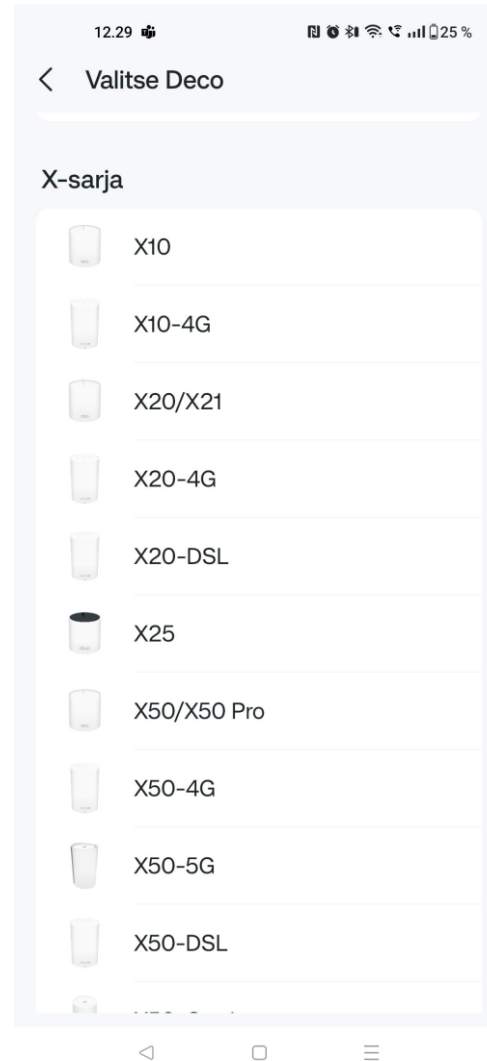 12.29
25 %
Valitse Deco
X-sarja
X10
X10-4G
X20/X21
X20-4G
X20-DSL
X25
X50/X50 Pro
X50-4G
X50-5G
X50-DSL